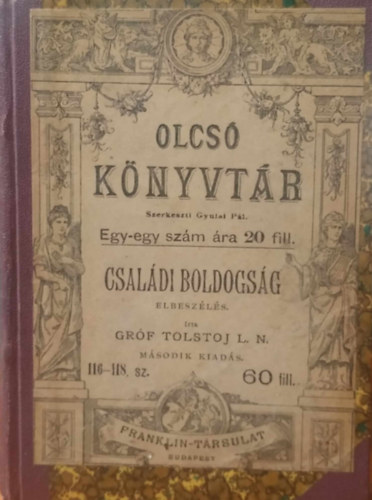 OLCSÓ
KÖNYVTÁR
Szerkeszti Gyulai Pál.
Egy-egy szám ára 20 fill.
CSALÁDI BOLDOGSÁG
ELBESZÉLÉS.
Irta
GRÓF TOLSTOJ L. N.
MÁSODIK KIADÁS.
116–118. sz. 60 fill.
FRANKLIN-TÁRSULAT
BUDAPEST